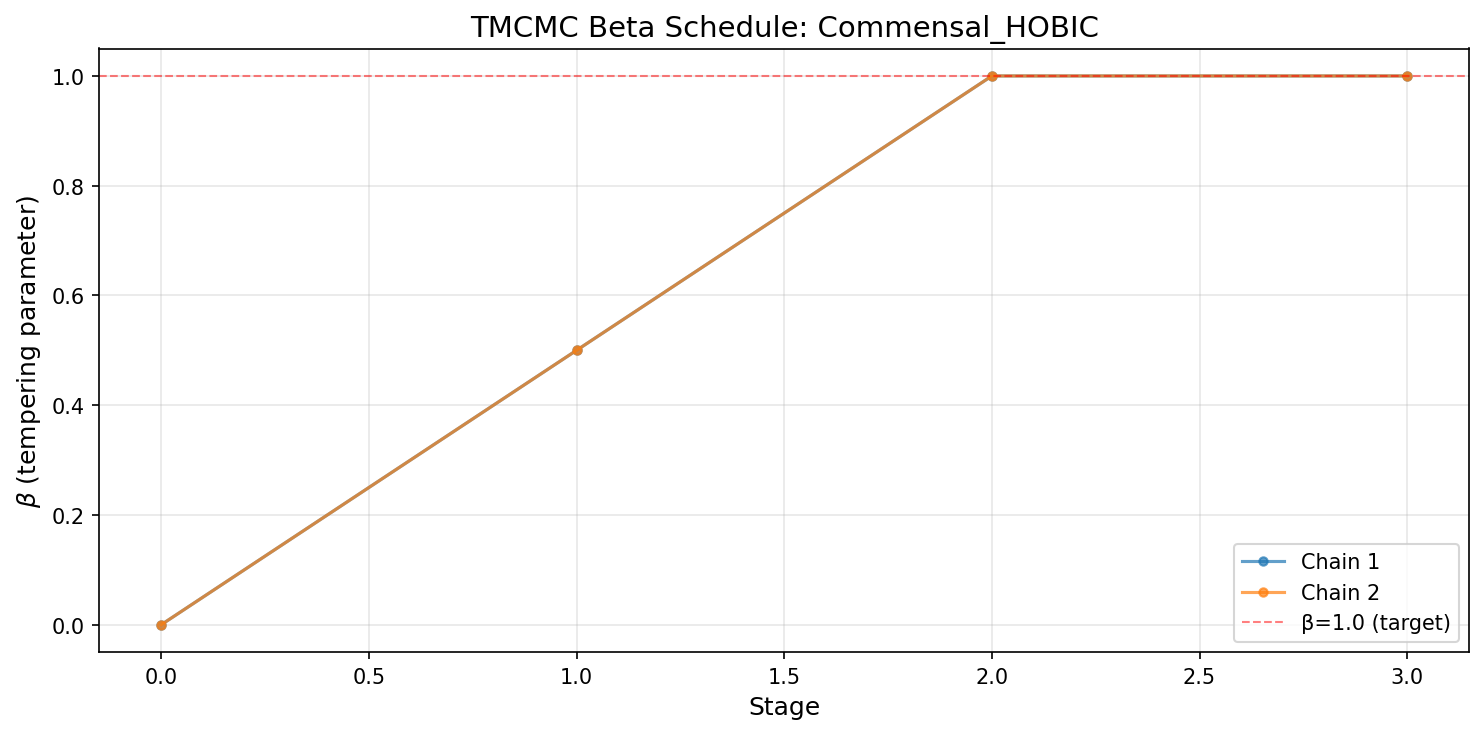 TMCMC Beta Schedule: Commensal_HOBIC
β (tempering parameter)
1.0
0.8
0.6
0.4
0.2
0.0
0.0 0.5 1.0 1.5 2.0 2.5 3.0
Stage
Chain 1
Chain 2
β=1.0 (target)